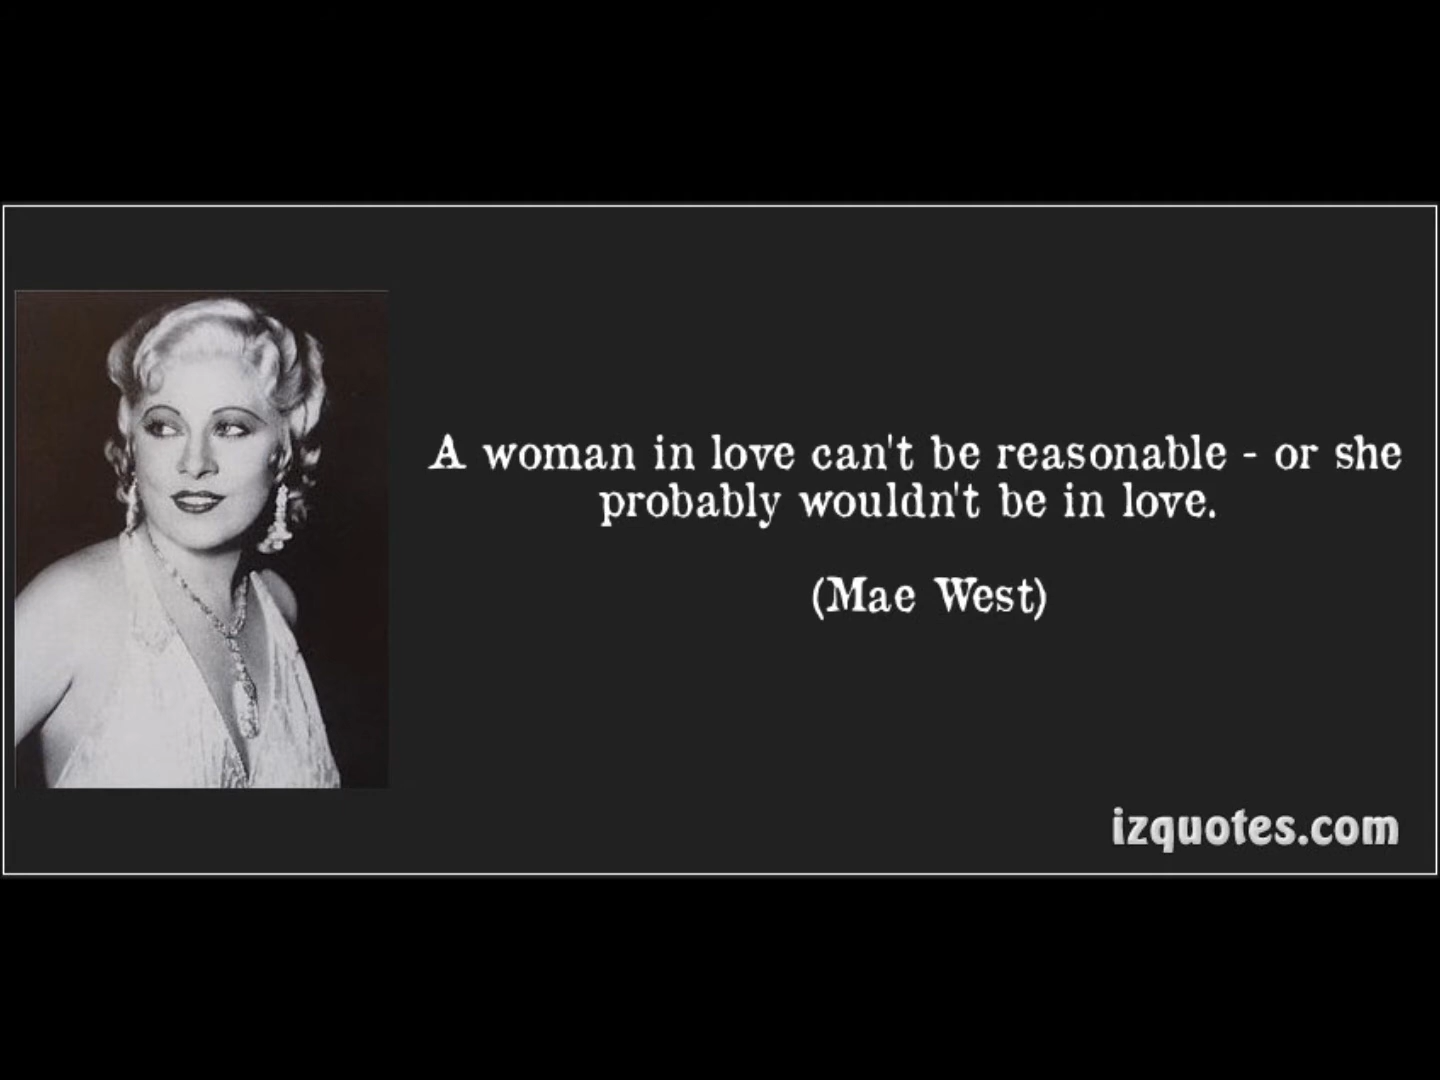 A woman in love can't be reasonable - or she
probably wouldn't be in love.
(Mae West)
izquotes.com